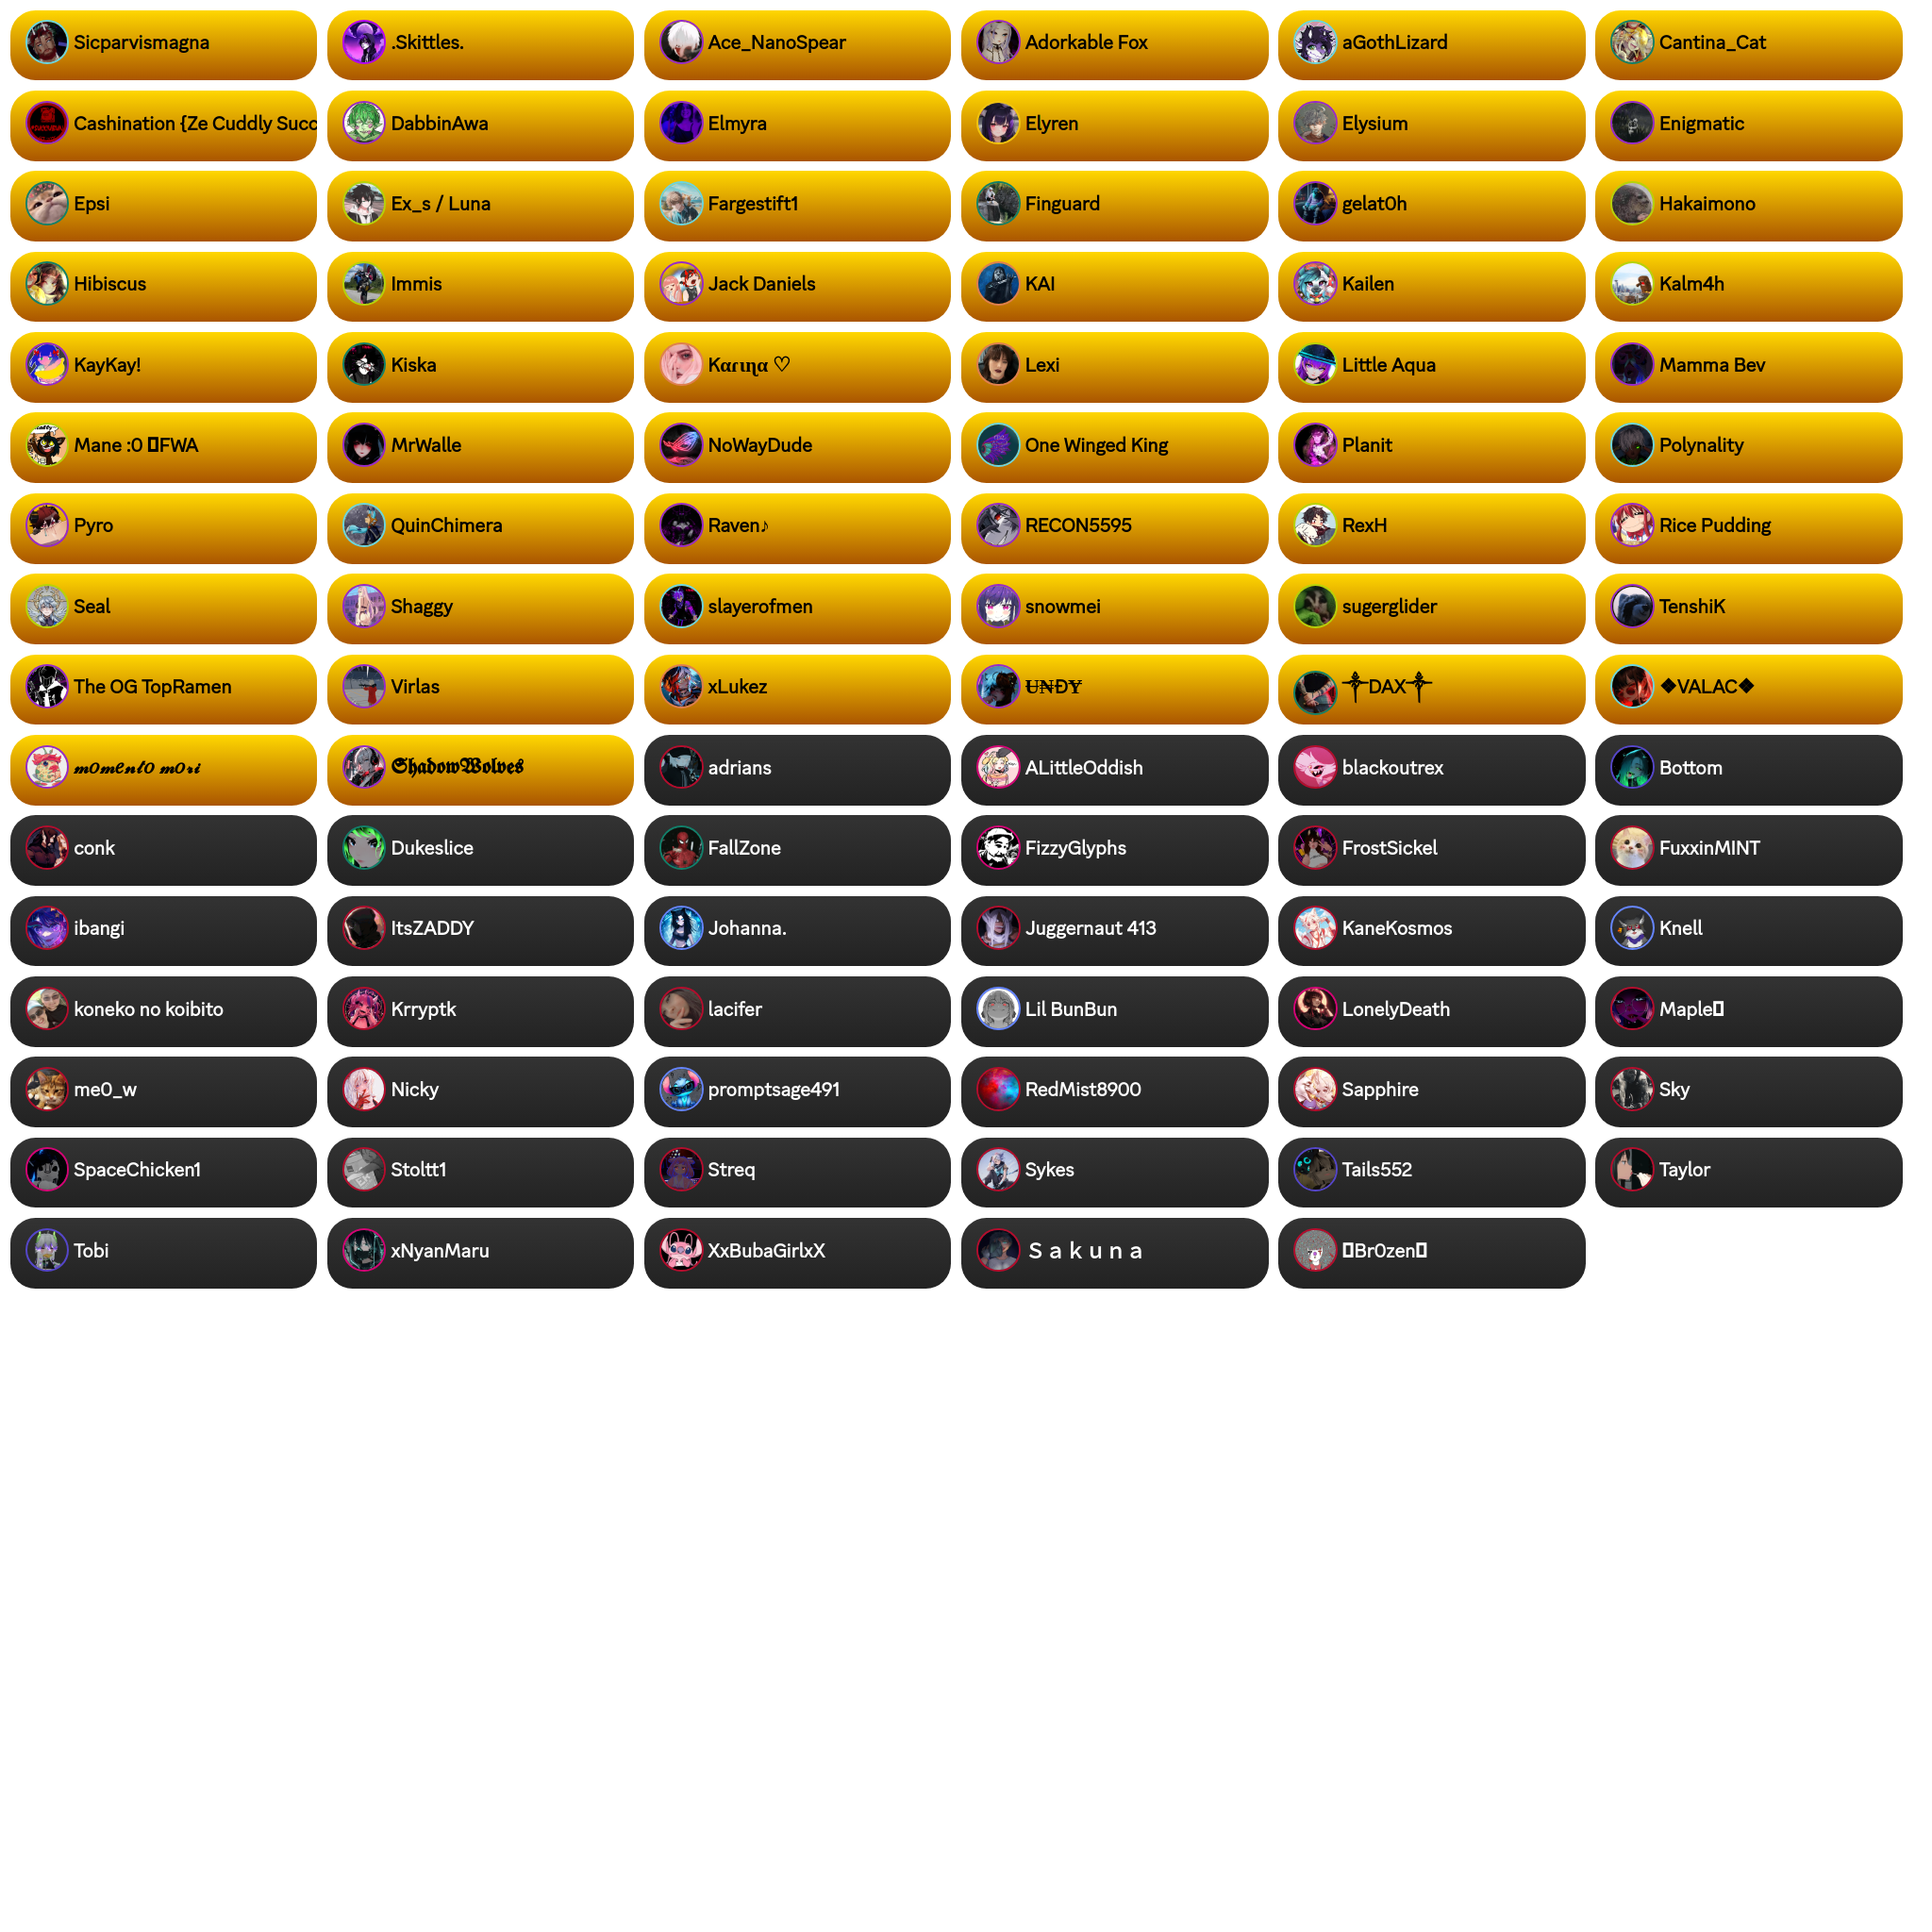 Sicparvismagna
.Skittles.
Ace_NanoSpear
Adorkable Fox
aGothLizard
Cantina_Cat
Cashination {Ze Cuddly Succ
DabbinAwa
Elmyra
Elyren
Elysium
Enigmatic
Epsi
Ex_s / Luna
Fargestift1
Finguard
gelat0h
Hakaimono
Hibiscus
Immis
Jack Daniels
KAI
Kailen
Kalm4h
KayKay!
Kiska
Kαɾιɳα ♡
Lexi
Little Aqua
Mamma Bev
Mane :0 ▯FWA
MrWalle
NoWayDude
One Winged King
Planit
Polynality
Pyro
QuinChimera
Raven♪
RECON5595
RexH
Rice Pudding
Seal
Shaggy
slayerofmen
snowmei
sugerglider
TenshiK
The OG TopRamen
Virlas
xLukez
U̶N̶ĐY̶
༒DAX༒
❖VALAC❖
𝓶𝓸𝓶𝓮𝓷𝓽𝓸 𝓶𝓸𝓻𝓲
𝕾𝖍𝖆𝖉𝖔𝖜𝖂𝖔𝖑𝖛𝖊𝖘
adrians
ALittleOddish
blackoutrex
Bottom
conk
Dukeslice
FallZone
FizzyGlyphs
FrostSickel
FuxxinMINT
ibangi
ItsZADDY
Johanna.
Juggernaut 413
KaneKosmos
Knell
koneko no koibito
Krryptk
lacifer
Lil BunBun
LonelyDeath
Maple▯
me0_w
Nicky
promptsage491
RedMist8900
Sapphire
Sky
SpaceChicken1
Stoltt1
Streq
Sykes
Tails552
Taylor
Tobi
xNyanMaru
XxBubaGirlxX
Ｓａｋｕｎａ
▯Br0zen▯